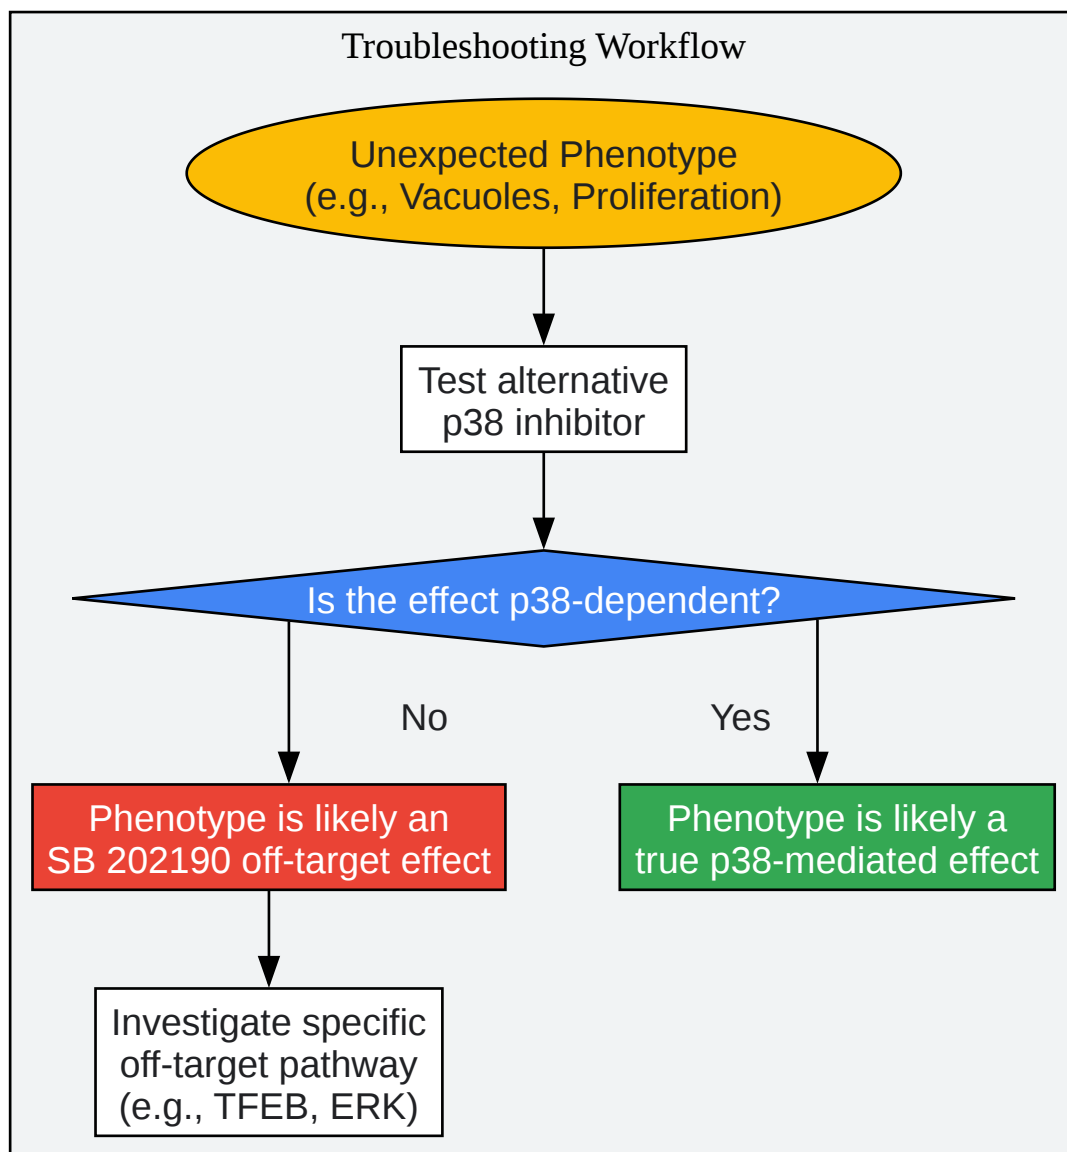 Troubleshooting Workflow
Unexpected Phenotype
(e.g., Vacuoles, Proliferation)
Test alternative
p38 inhibitor
Is the effect p38-dependent?
No
Yes
Phenotype is likely an
SB 202190 off-target effect
Phenotype is likely a
true p38-mediated effect
Investigate specific
off-target pathway
(e.g., TFEB, ERK)